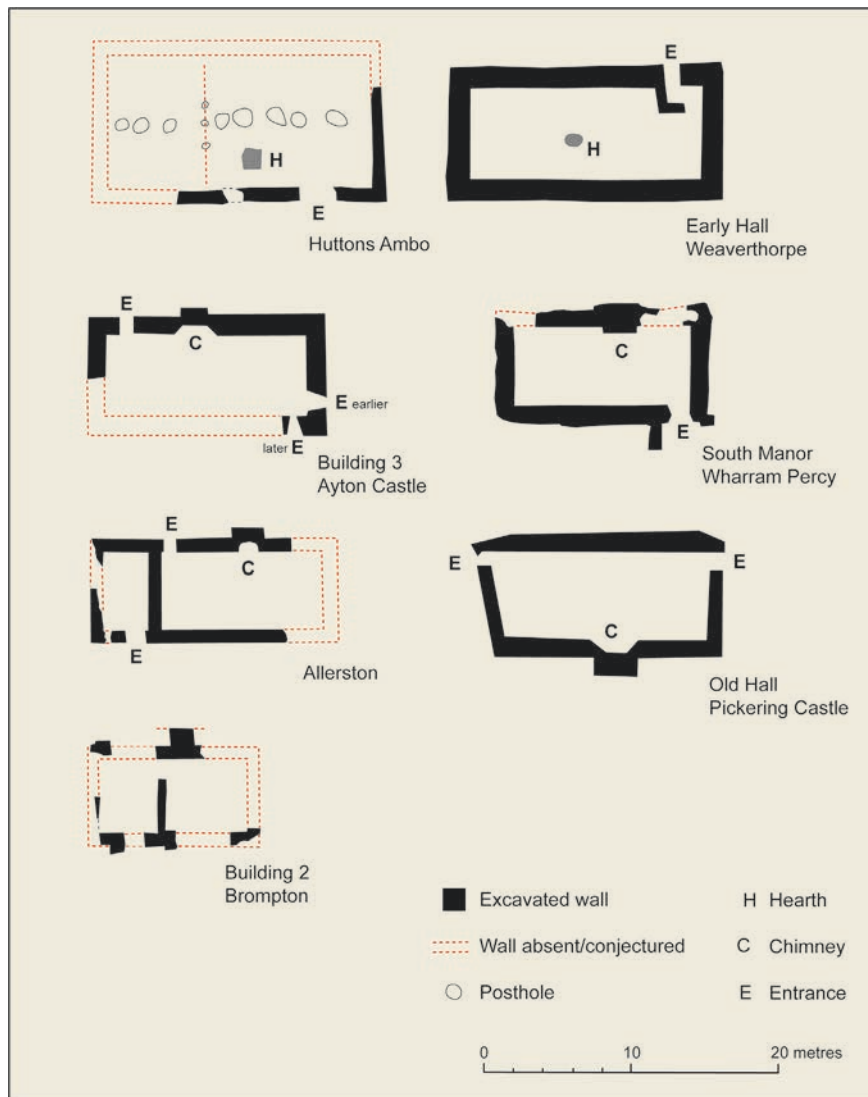 H
E
Huttons Ambo
E
H
Early Hall
Weaverthorpe
E
C
E earlier
later E
Building 3
Ayton Castle
C
E
South Manor
Wharram Percy
E
C
E
Allerston
E
E
C
Old Hall
Pickering Castle
Building 2
Brompton
Excavated wall
Wall absent/conjectured
Posthole
H Hearth
C Chimney
E Entrance
0 10 20 metres